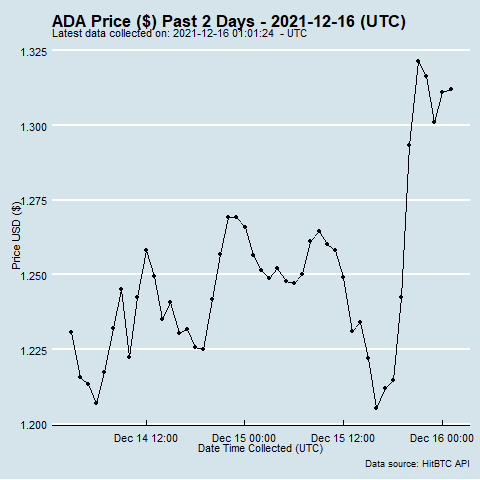 ADA Price ($) Past 2 Days - 2021-12-16 (UTC)
Latest data collected on: 2021-12-16 01:01:24  - UTC
1.325
1.300
1.275
1.250
1.225
1.200
Price USD ($)
Dec 14 12:00
Dec 15 00:00
Dec 15 12:00
Dec 16 00:00
Date Time Collected (UTC)
Data source: HitBTC API